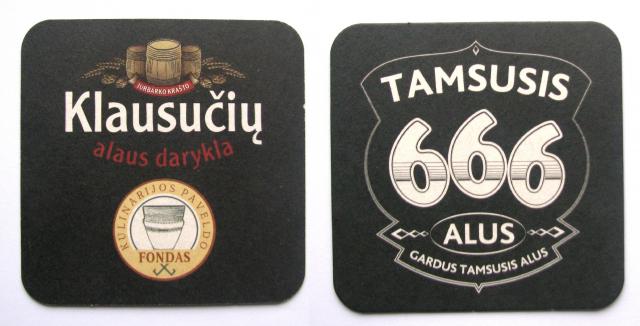 JURBARKO KRAŠTO
Klausučių
alaus darykla
KULINARIJOS PAVELDO
FONDAS
TAMSUSIS
666
ALUS
GARDUS TAMSUSIS ALUS